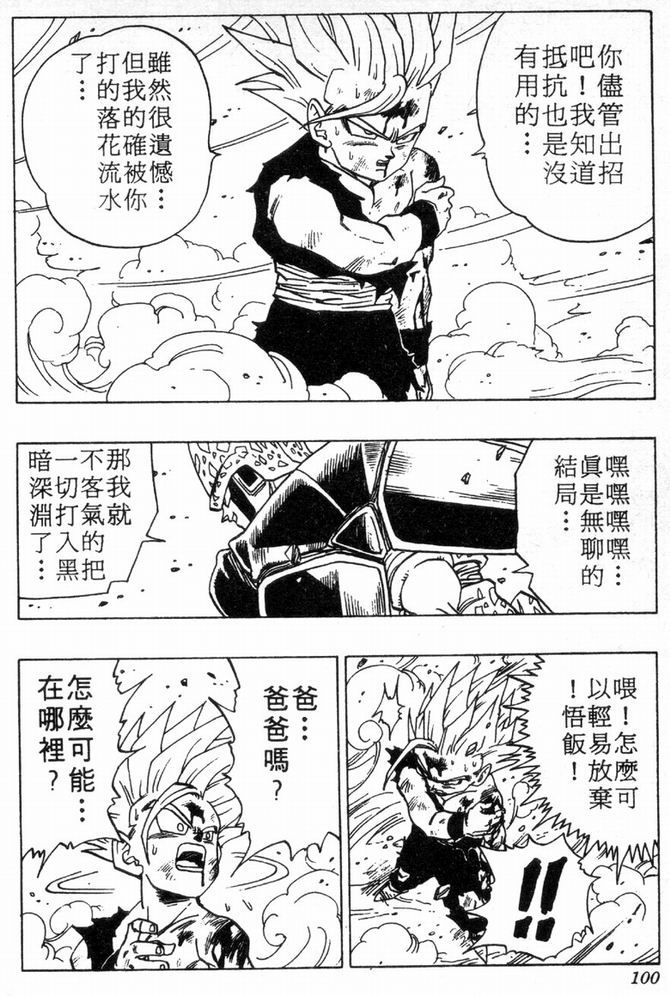 你儘管出招
吧！我知道
抵抗也是沒
有用的…
雖然很遺憾…
但我的確被你
打的落花流水
了…
嘿嘿嘿嘿…
眞是無聊的
結局…
那我就
不客氣的把
一切打入黑
暗深淵了…
喂！怎麼可
以輕易放棄
！悟飯！
!!
爸…
爸爸嗎？
怎麼可能…
在哪裡？
100